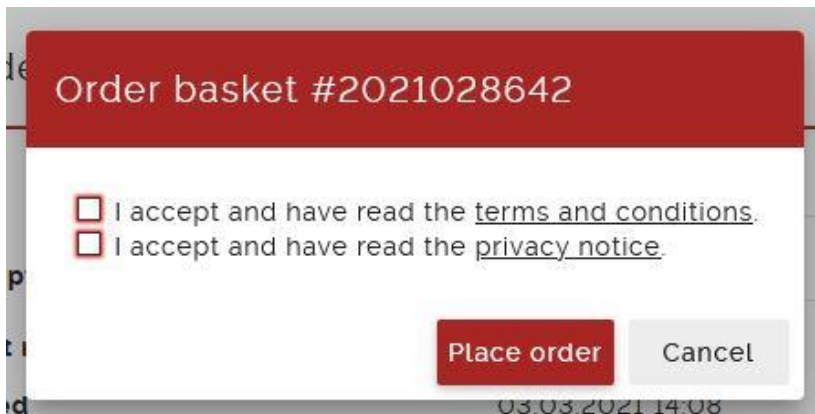 de
Order basket #2021028642
I accept and have read the terms and conditions.
I accept and have read the privacy notice.
Place order
Cancel
03.03.2021 14:08